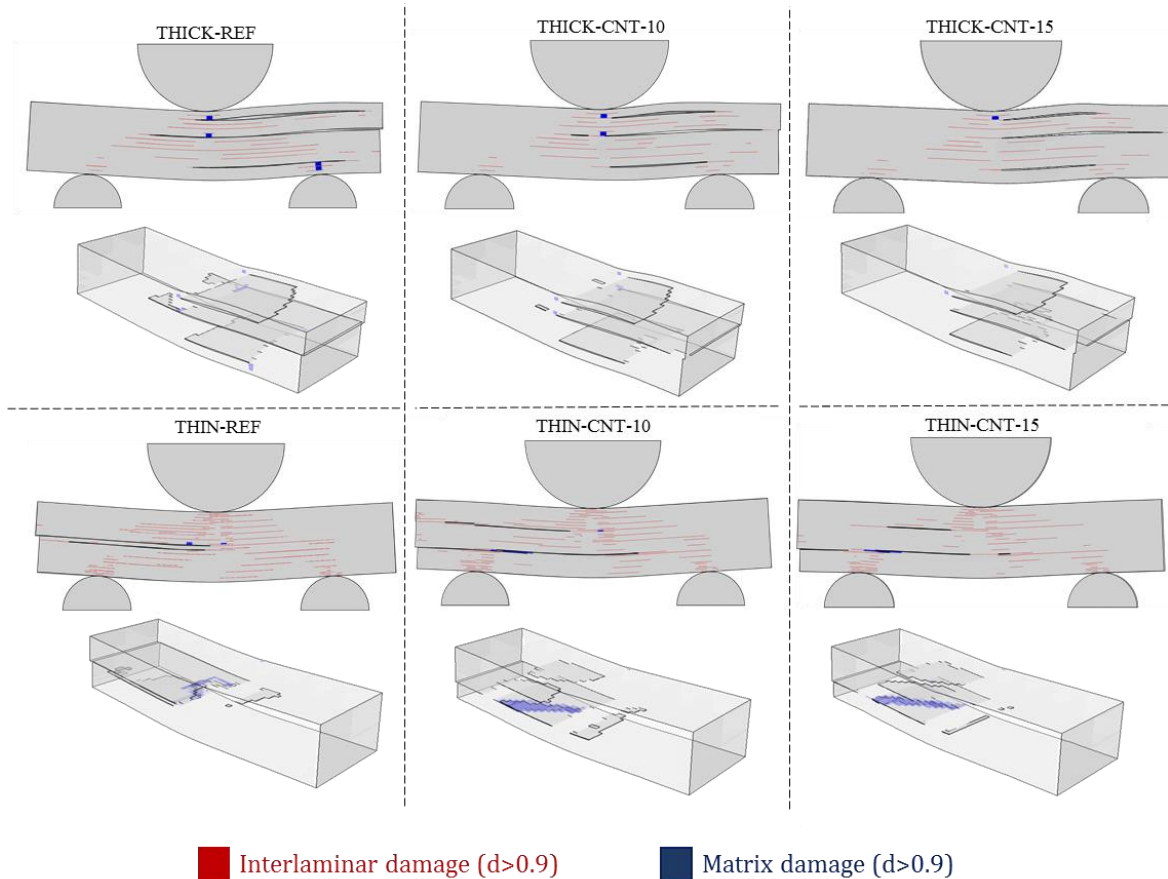 THICK-REF
THICK-CNT-10
THICK-CNT-15
THIN-REF
THIN-CNT-10
THIN-CNT-15
Interlaminar damage (d>0.9)
Matrix damage (d>0.9)